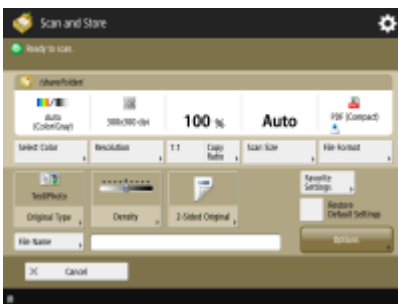 Scan and Store
Ready to scan.
/share/folder/
Auto
(Color/Gray)
300x300 dpi
100 %
Auto
PDF (Compact)
Select Color
Resolution
1:1
Copy
Ratio
Scan Size
File Format
Text/Photo
Original Type
Density
2-Sided Original
Favorite
Settings
Restore
Default Settings
File Name
Options
Cancel